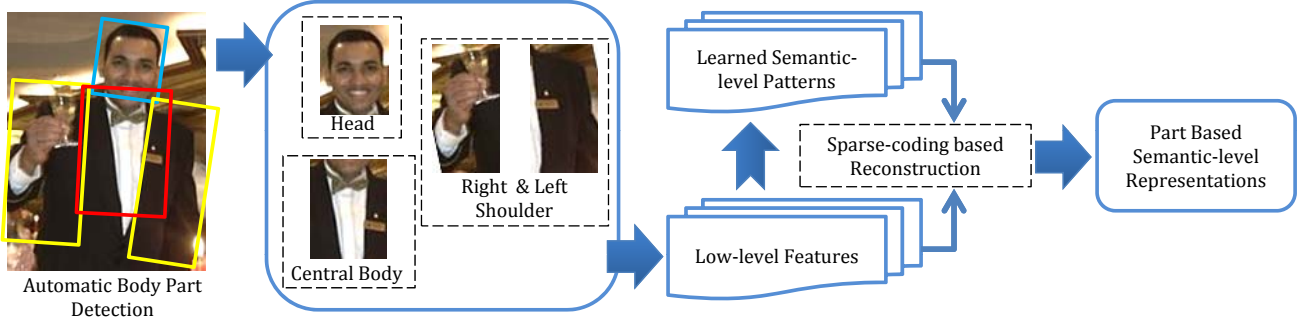 Automatic Body Part
Detection
Head
Central Body
Right & Left
Shoulder
Learned Semantic-
level Patterns
Low-level Features
Sparse-coding based
Reconstruction
Part Based
Semantic-level
Representations